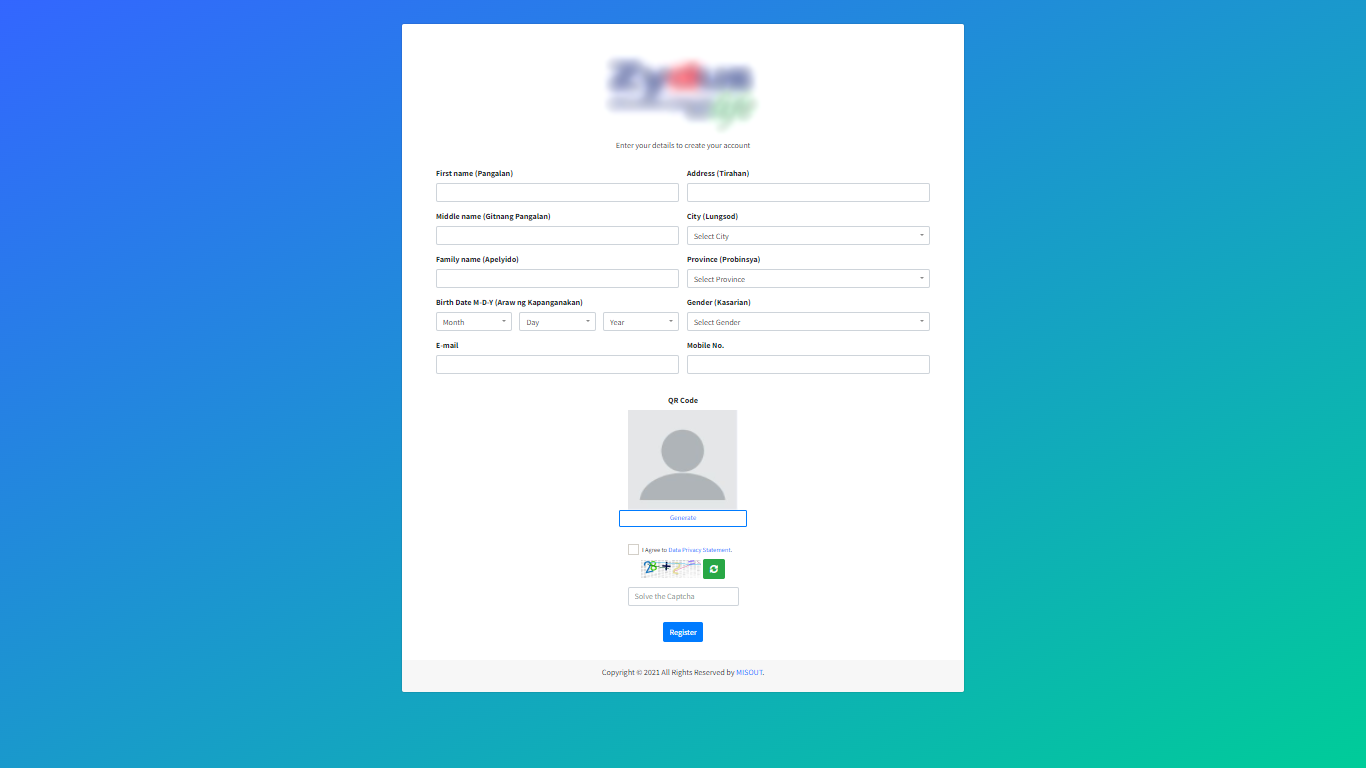 Enter your details to create your account
First name (Pangalan)
Address (Tirahan)
Middle name (Gitnang Pangalan)
City (Lungsod)
Select City
Family name (Apelyido)
Province (Probinsya)
Select Province
Birth Date M-D-Y (Araw ng Kapanganakan)
Month
Day
Year
Gender (Kasarian)
Select Gender
E-mail
Mobile No.
QR Code
Generate
I Agree to Data Privacy Statement.
Solve the Captcha
Register
Copyright © 2021 All Rights Reserved by MISOUT.